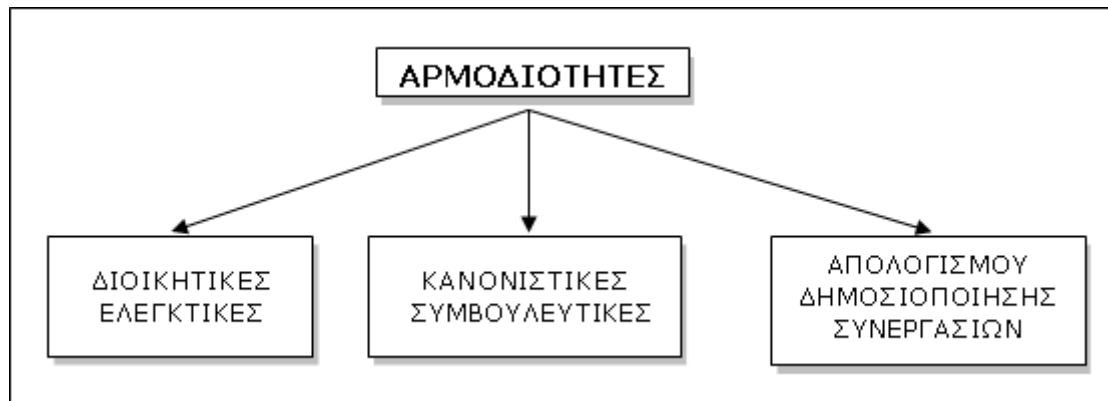 ΑΡΜΟΔΙΟΤΗΤΕΣ
ΔΙΟΙΚΗΤΙΚΕΣ
ΕΛΕΓΚΤΙΚΕΣ
ΚΑΝΟΝΙΣΤΙΚΕΣ
ΣΥΜΒΟΥΛΕΥΤΙΚΕΣ
ΑΠΟΛΟΓΙΣΜΟΥ
ΔΗΜΟΣΙΟΠΟΙΗΣΗΣ
ΣΥΝΕΡΓΑΣΙΩΝ